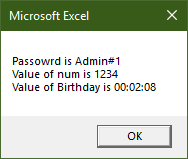 Microsoft Excel
Passowrd is Admin#1
Value of num is 1234
Value of Birthday is 00:02:08
OK